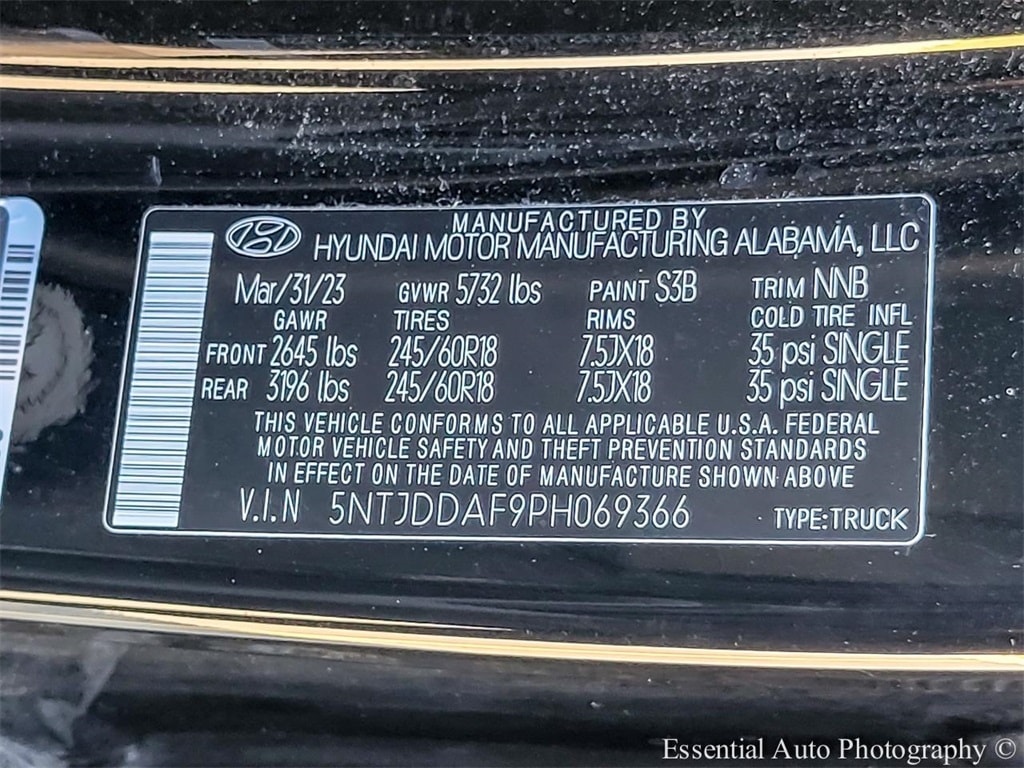 MANUFACTURED BY
HYUNDAI MOTOR MANUFACTURING ALABAMA, LLC
Mar/31/23 GVWR 5732 lbs PAINT S3B TRIM NNB
GAWR TIRES RIMS COLD TIRE INFL
FRONT 2645 lbs 245/60R18 7.5JX18 35 psi SINGLE
REAR 3196 lbs 245/60R18 7.5JX18 35 psi SINGLE
THIS VEHICLE CONFORMS TO ALL APPLICABLE U.S.A. FEDERAL
MOTOR VEHICLE SAFETY AND THEFT PREVENTION STANDARDS
IN EFFECT ON THE DATE OF MANUFACTURE SHOWN ABOVE
V.I.N 5NTJDDAF9PH069366 TYPE:TRUCK
Essential Auto Photography ©